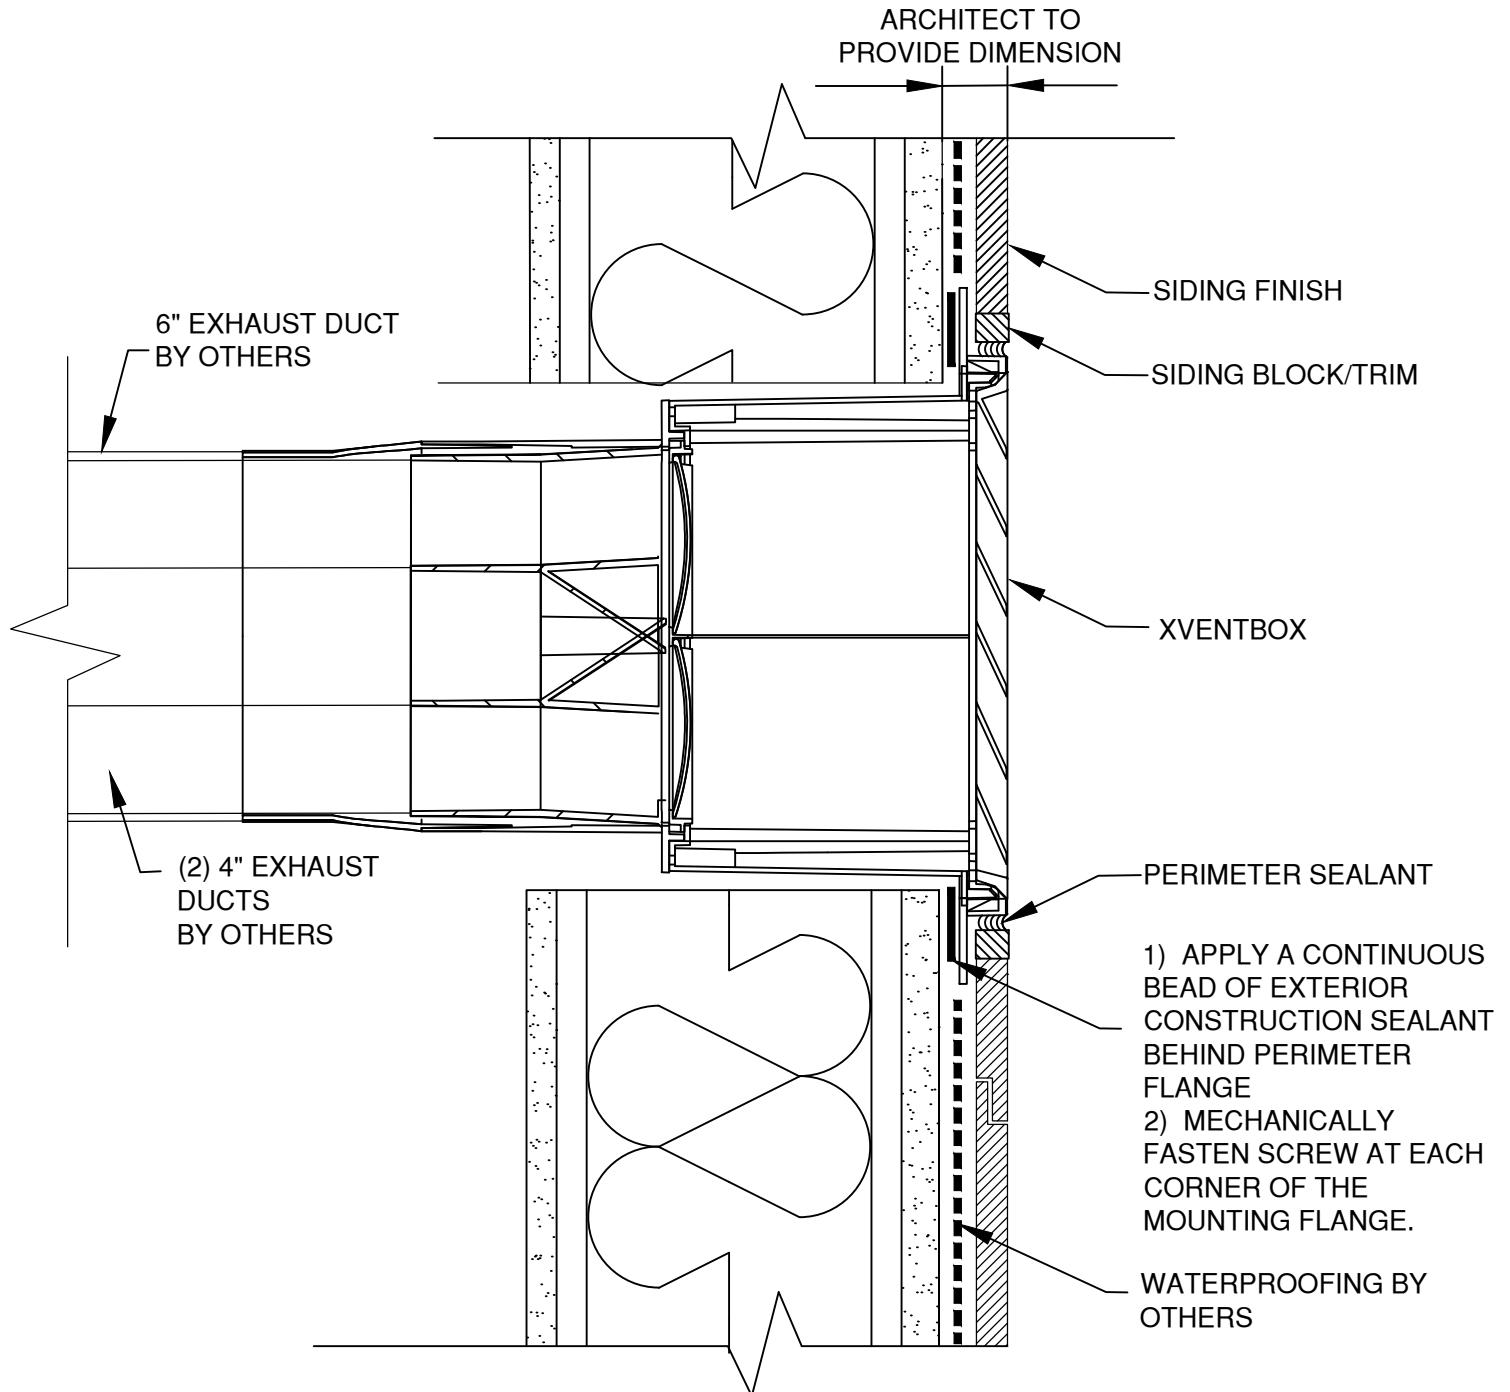 ARCHITECT TO
PROVIDE DIMENSION
SIDING FINISH
6" EXHAUST DUCT
BY OTHERS
SIDING BLOCK/TRIM
XVENTBOX
(2) 4" EXHAUST
DUCTS
BY OTHERS
PERIMETER SEALANT
1) APPLY A CONTINUOUS
BEAD OF EXTERIOR
CONSTRUCTION SEALANT
BEHIND PERIMETER
FLANGE
2) MECHANICALLY
FASTEN SCREW AT EACH
CORNER OF THE
MOUNTING FLANGE.
WATERPROOFING BY
OTHERS